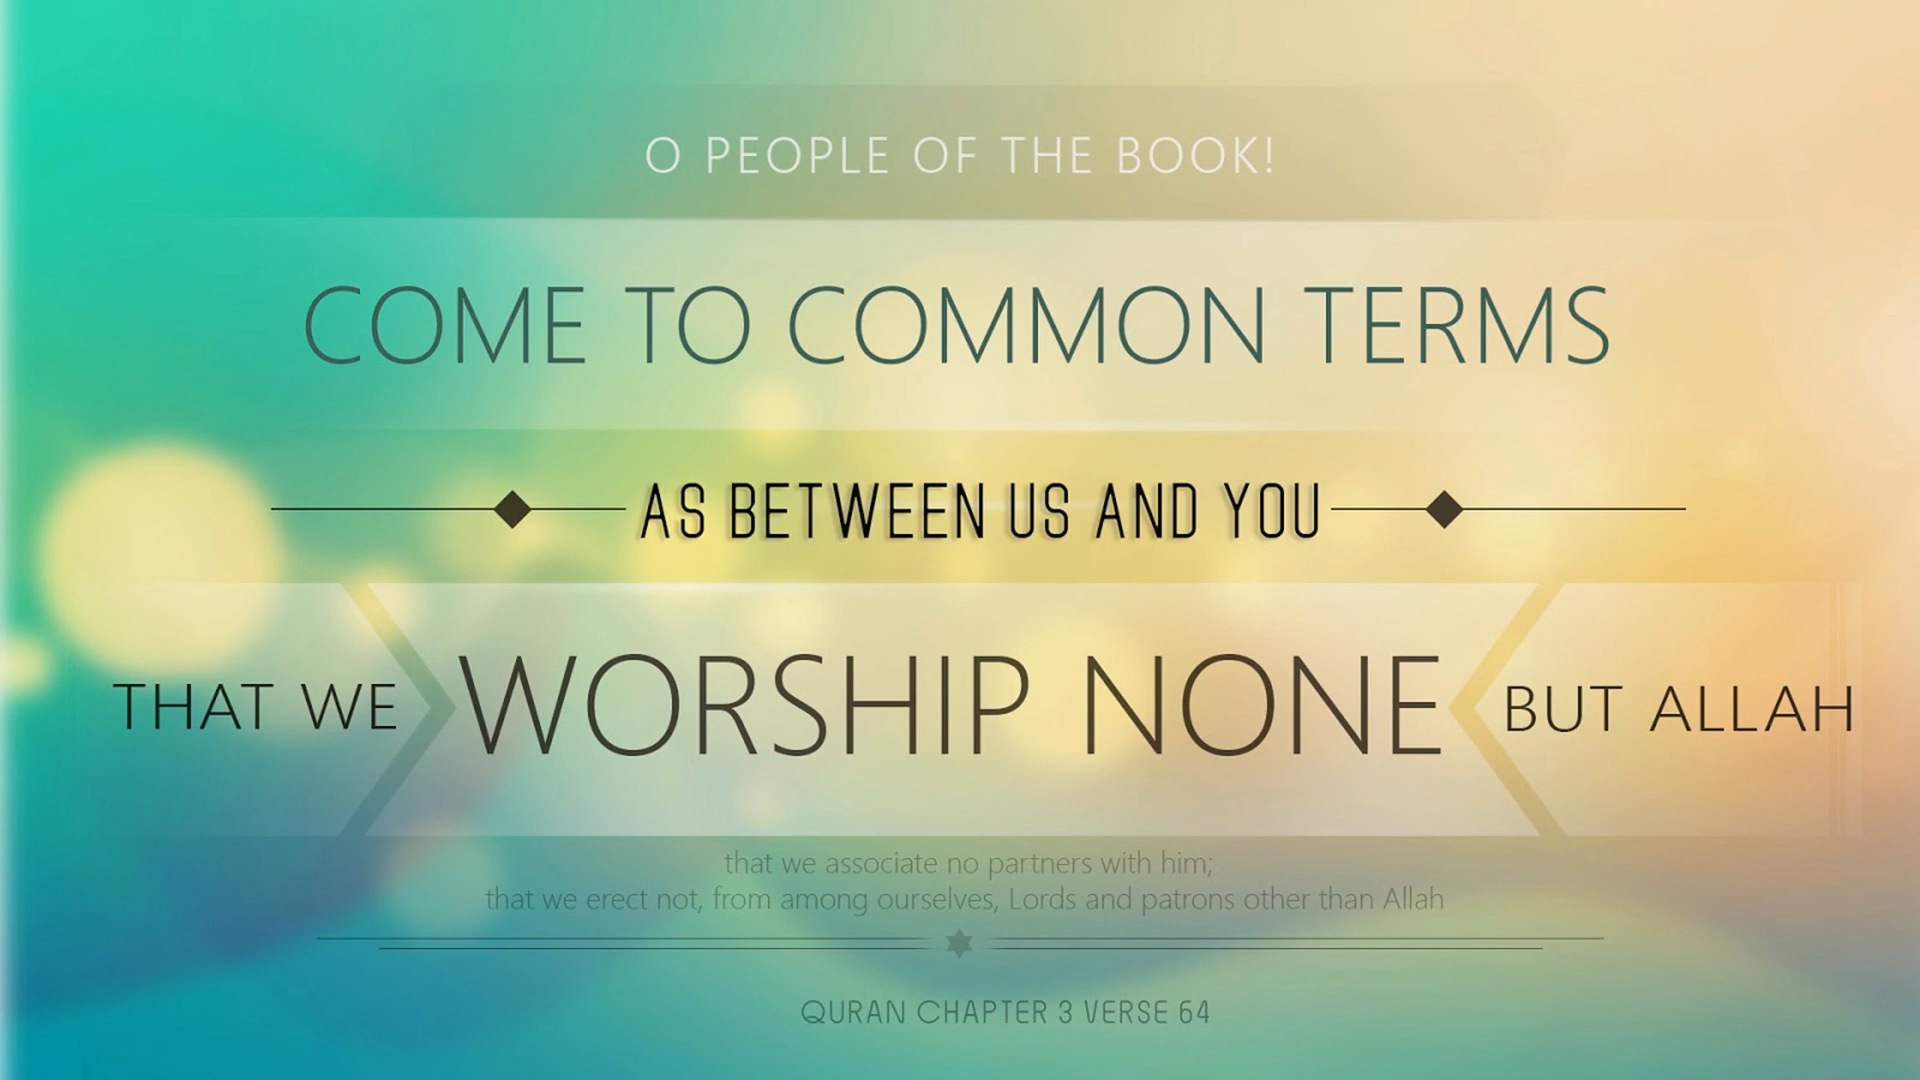 O PEOPLE OF THE BOOK!
COME TO COMMON TERMS
AS BETWEEN US AND YOU
THAT WE WORSHIP NONE BUT ALLAH
that we associate no partners with him;
that we erect not, from among ourselves, Lords and patrons other than Allah
QURAN CHAPTER 3 VERSE 64